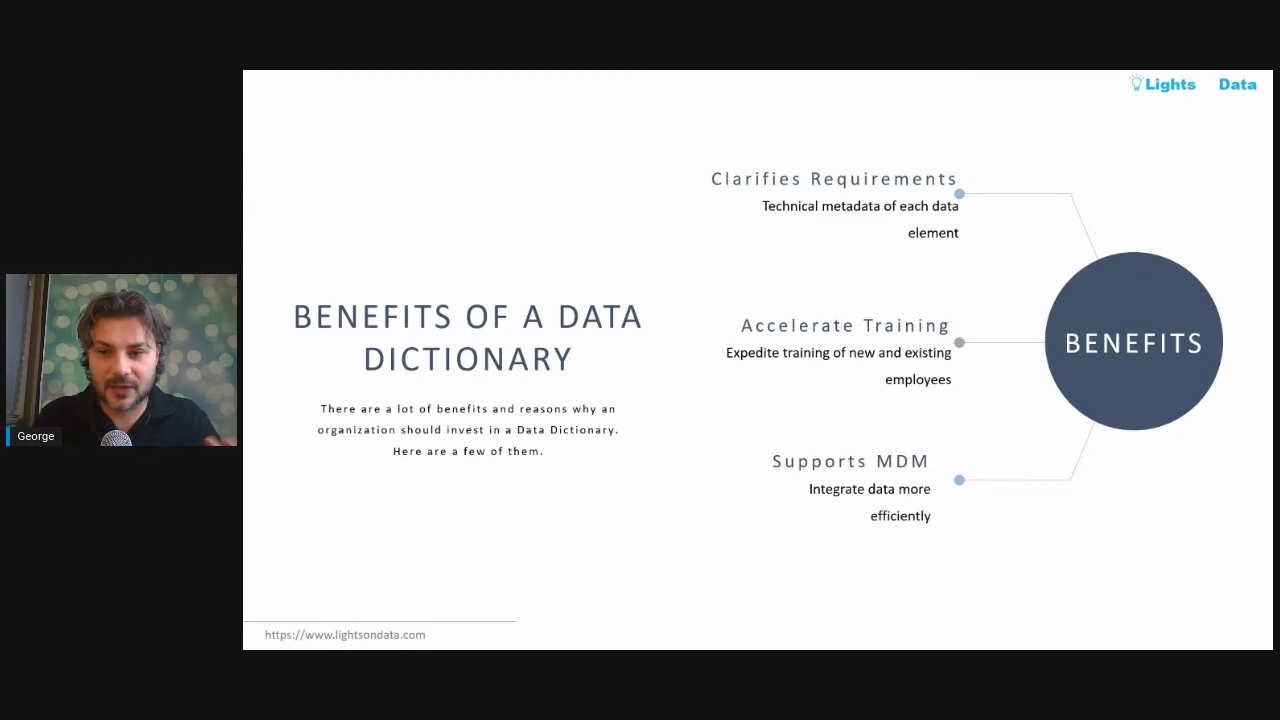 Lights Data
Clarifies Requirements
Technical metadata of each data
element
BENEFITS OF A DATA
DICTIONARY
There are a lot of benefits and reasons why an
organization should invest in a Data Dictionary.
Here are a few of them.
Accelerate Training
Expedite training of new and existing
employees
Supports MDM
Integrate data more
efficiently
BENEFITS
George
https://www.lightsondata.com